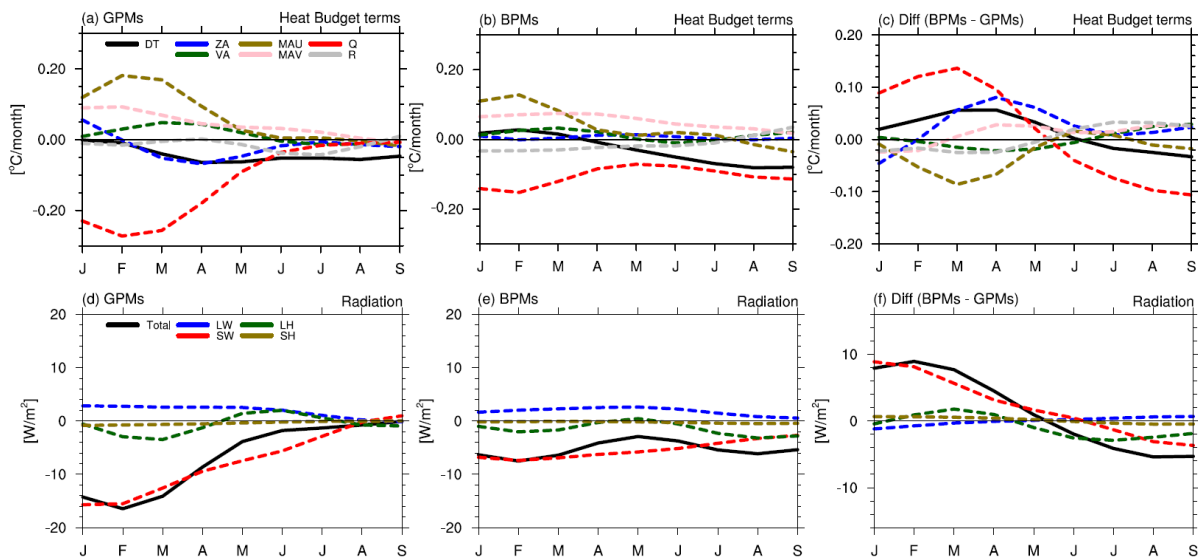 (a) GPMs Heat Budget terms
DT ZA MAU Q
VA MAV R
0.20
0.00
-0.20
[°C/month]
J F M A M J J A S
(b) BPMs Heat Budget terms
0.20
0.00
-0.20
[°C/month]
J F M A M J J A S
(c) Diff (BPMs - GPMs) Heat Budget terms
0.20
0.10
0.00
-0.10
-0.20
[°C/month]
J F M A M J J A S
(d) GPMs Radiation
Total LW LH
SW SH
20
10
0
-10
-20
[W/m²]
J F M A M J J A S
(e) BPMs Radiation
20
10
0
-10
-20
[W/m²]
J F M A M J J A S
(f) Diff (BPMs - GPMs) Radiation
20
10
0
-10
[W/m²]
J F M A M J J A S